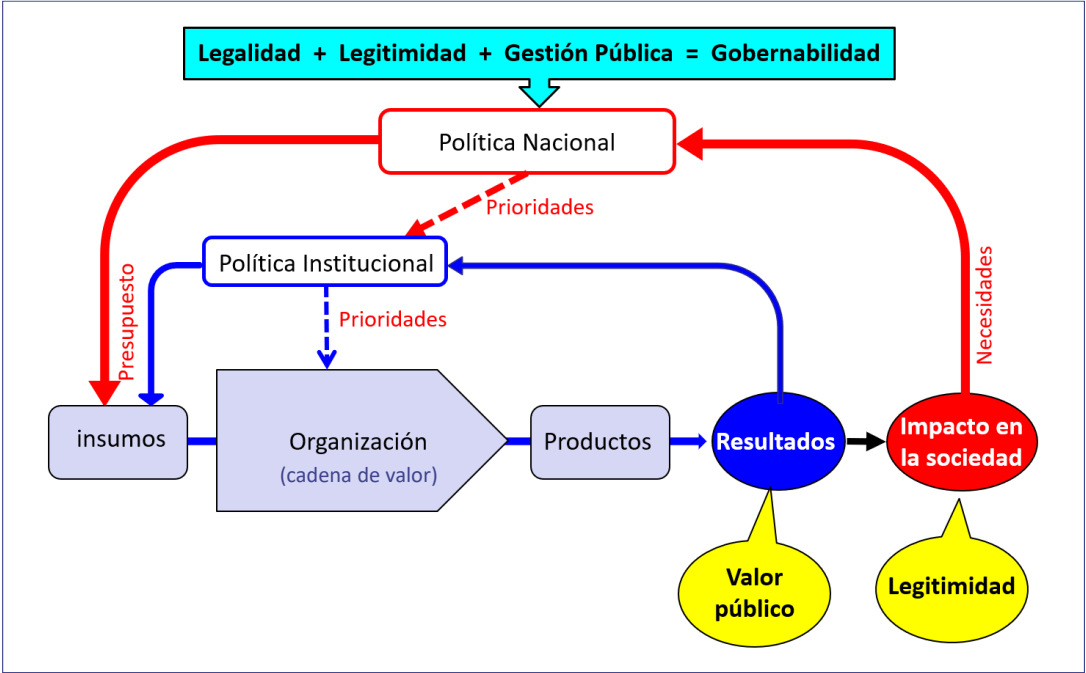 Legalidad + Legitimidad + Gestión Pública = Gobernabilidad
Política Nacional
Prioridades
Política Institucional
Prioridades
Presupuesto
Necesidades
insumos
Organización
(cadena de valor)
Productos
Resultados
Impacto en
la sociedad
Valor
público
Legitimidad